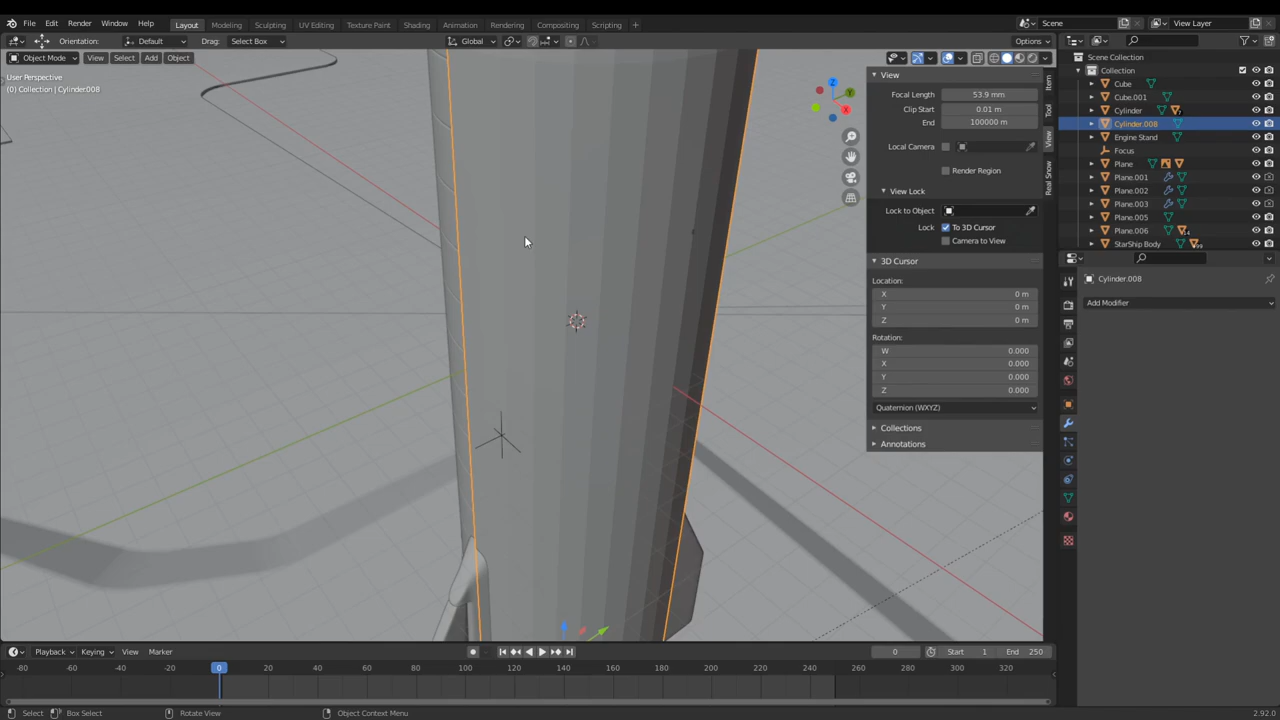 File Edit Render Window Help Layout Modeling Sculpting UV Editing Texture Paint Shading Animation Rendering Compositing Scripting + Scene View Layer
Orientation: Default Drag: Select Box Global Options
Object Mode View Select Add Object
User Perspective
(0) Collection | Cylinder.008
Z
Y
X
View
Focal Length 53.9 mm
Clip Start 0.01 m
End 100000 m
Local Camera
Render Region
View Lock
Lock to Object
Lock To 3D Cursor
Camera to View
3D Cursor
Location:
X 0 m
Y 0 m
Z 0 m
Rotation:
W 0.000
X 0.000
Y 0.000
Z 0.000
Quaternion (WXYZ)
Collections
Annotations
Item
Tool
View
Real Snow
Scene Collection
Collection
Cube
Cube.001
Cylinder
Cylinder.008
Engine Stand
Focus
Plane
Plane.001
Plane.002
Plane.003
Plane.005
Plane.006
StarShip Body
Cylinder.008
Add Modifier
Playback Keying View Marker 0 Start 1 End 250
-80 -60 -40 -20 0 20 40 60 80 100 120 140 160 180 200 220 240 260 280 300 320
Select Box Select Rotate View Object Context Menu 2.92.0